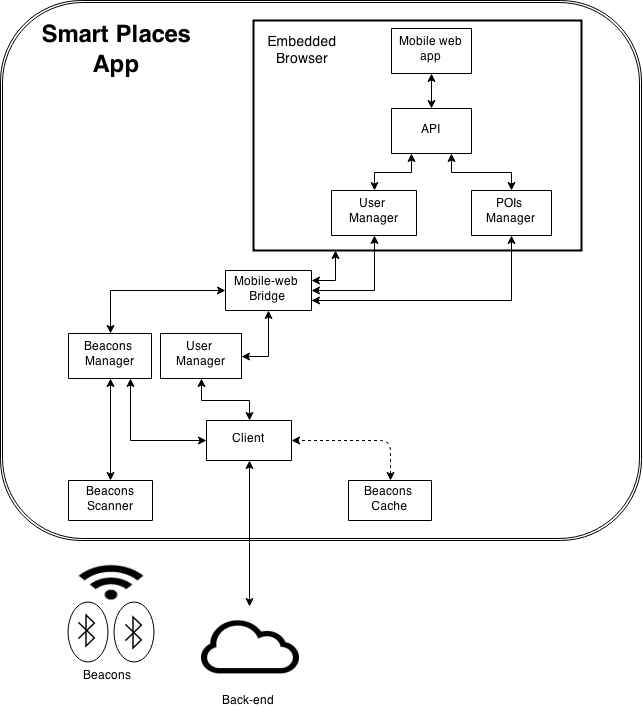 Smart Places
App
Embedded
Browser
Mobile web
app
API
User
Manager
POIs
Manager
Mobile-web
Bridge
Beacons
Manager
User
Manager
Client
Beacons
Scanner
Beacons
Cache
Beacons
Back-end